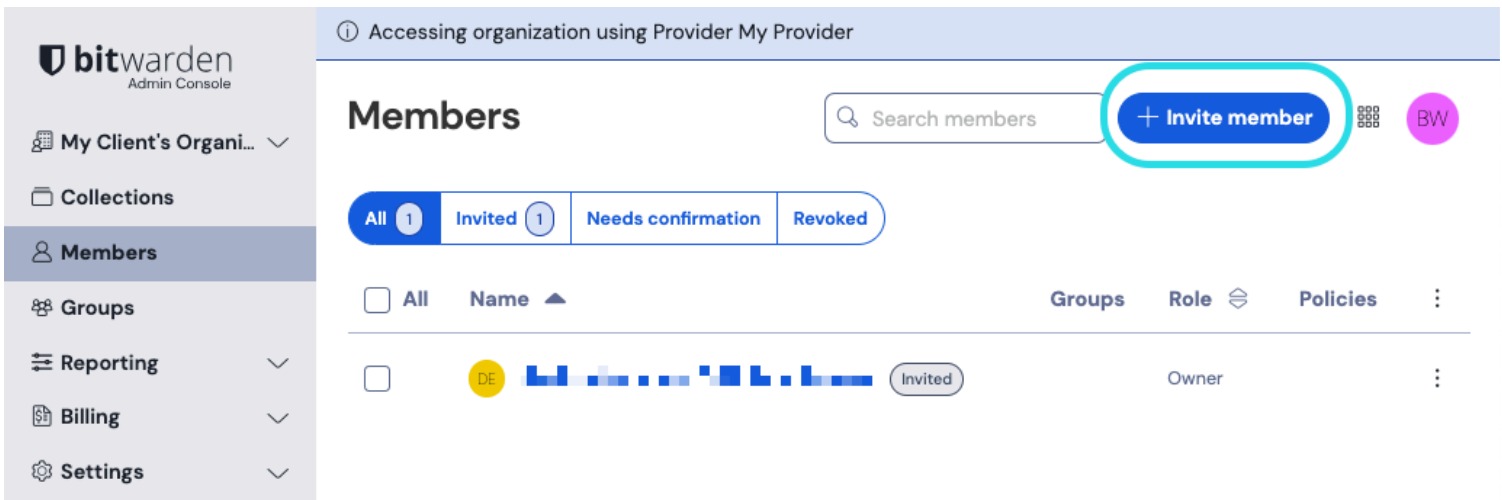 Accessing organization using Provider My Provider
bitwarden
Admin Console
My Client's Organi...
Collections
Members
Groups
Reporting
Billing
Settings
Members
Search members
+ Invite member
BW
All 1 Invited 1 Needs confirmation Revoked
All Name Groups Role Policies
DE Invited Owner